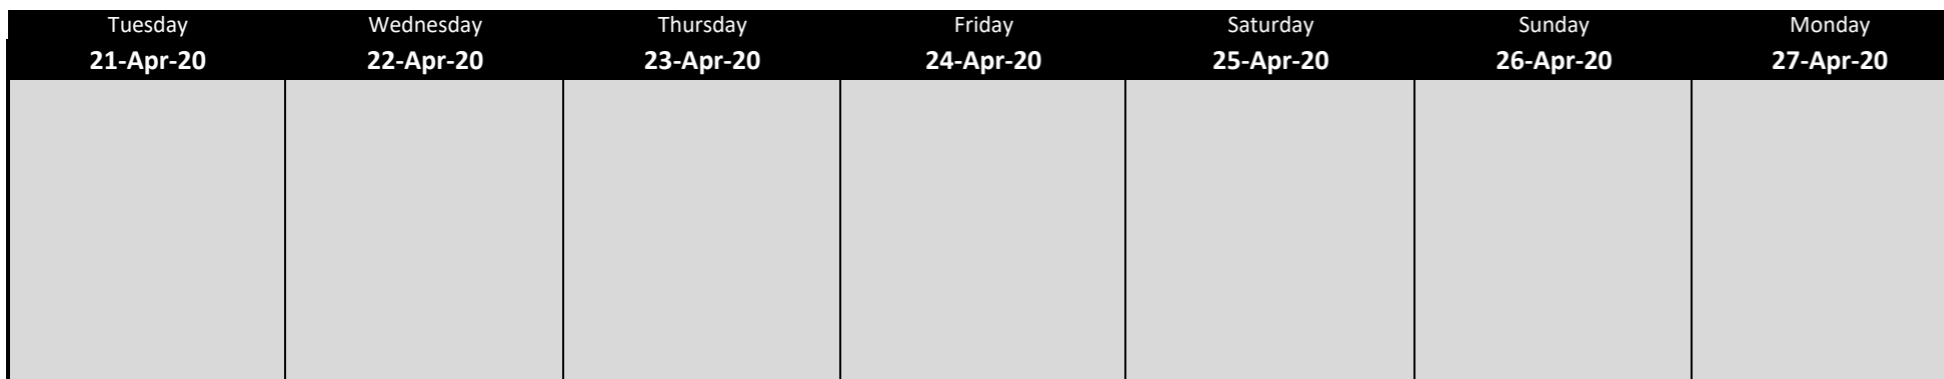 Tuesday Wednesday Thursday Friday Saturday Sunday Monday
21-Apr-20 22-Apr-20 23-Apr-20 24-Apr-20 25-Apr-20 26-Apr-20 27-Apr-20